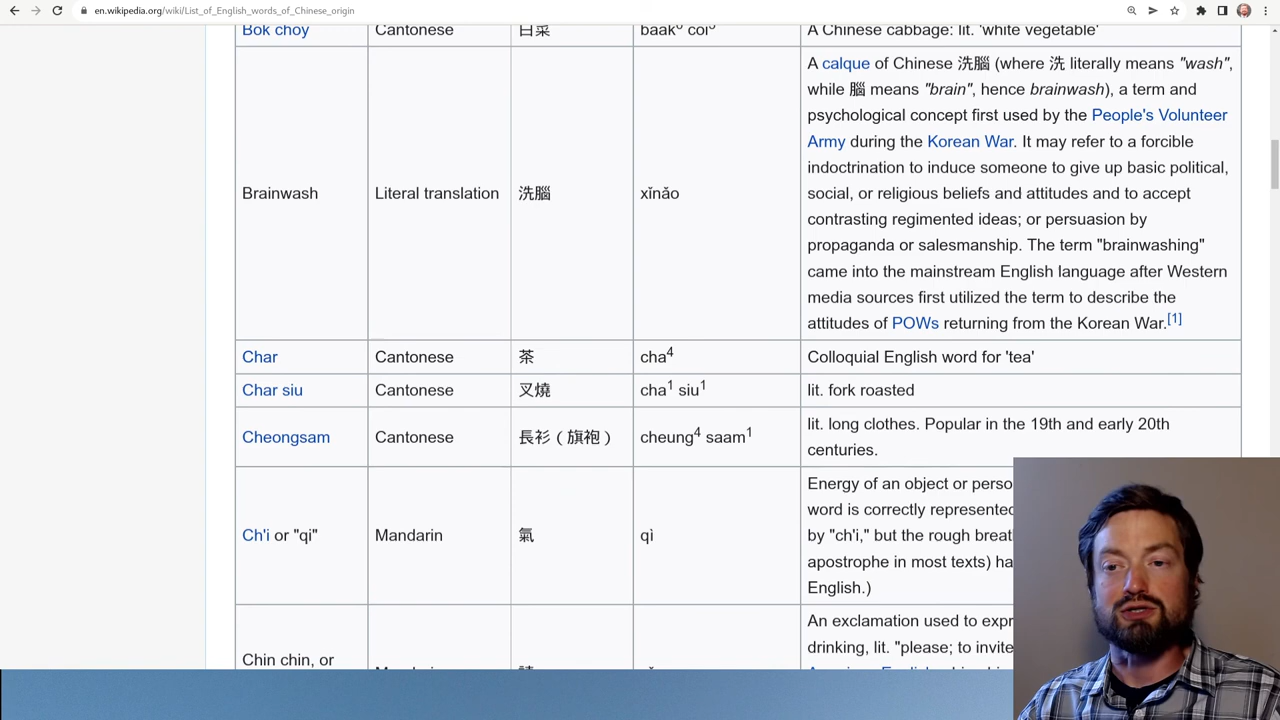 en.wikipedia.org/wiki/List_of_English_words_of_Chinese_origin
Bok choy Cantonese 白菜 baak⁶ coi³ A Chinese cabbage: lit. 'white vegetable'
A calque of Chinese 洗腦 (where 洗 literally means "wash",
while 腦 means "brain", hence brainwash), a term and
psychological concept first used by the People's Volunteer
Army during the Korean War. It may refer to a forcible
indoctrination to induce someone to give up basic political,
Brainwash Literal translation 洗腦 xǐnǎo social, or religious beliefs and attitudes and to accept
contrasting regimented ideas; or persuasion by
propaganda or salesmanship. The term "brainwashing"
came into the mainstream English language after Western
media sources first utilized the term to describe the
attitudes of POWs returning from the Korean War.[1]
Char Cantonese 茶 cha⁴ Colloquial English word for 'tea'
Char siu Cantonese 叉燒 cha¹ siu¹ lit. fork roasted
Cheongsam Cantonese 長衫（旗袍） cheung⁴ saam¹ lit. long clothes. Popular in the 19th and early 20th
centuries.
Energy of an object or perso
word is correctly represented
Ch'i or "qi" Mandarin 氣 qì by "ch'i," but the rough breat
apostrophe in most texts) ha
English.)
An exclamation used to expr
drinking, lit. "please; to invite
Chin chin, or